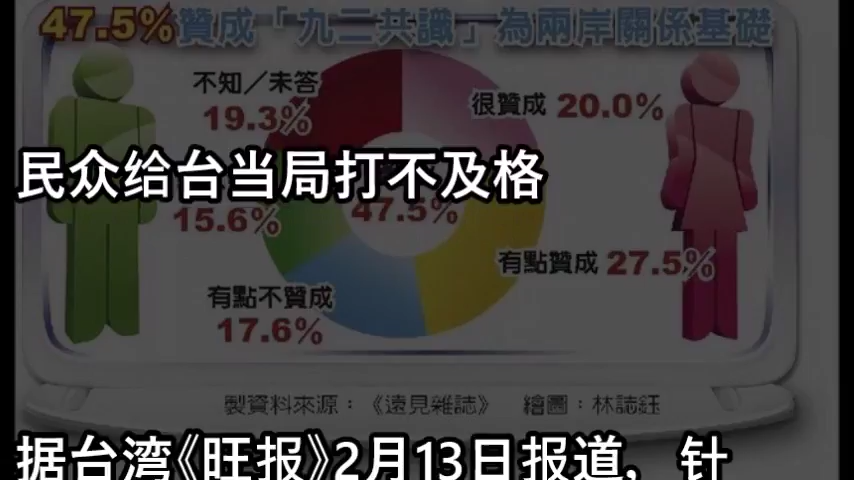 47.5%贊成「九二共識」為兩岸關係基礎
不知／未答
19.3%
很贊成 20.0%
民众给台当局打不及格
15.6%
47.5%
有點贊成 27.5%
有點不贊成
17.6%
製資料來源：《遠見雜誌》 繪圖：林誌鈺
据台湾《旺报》2月13日报道，针